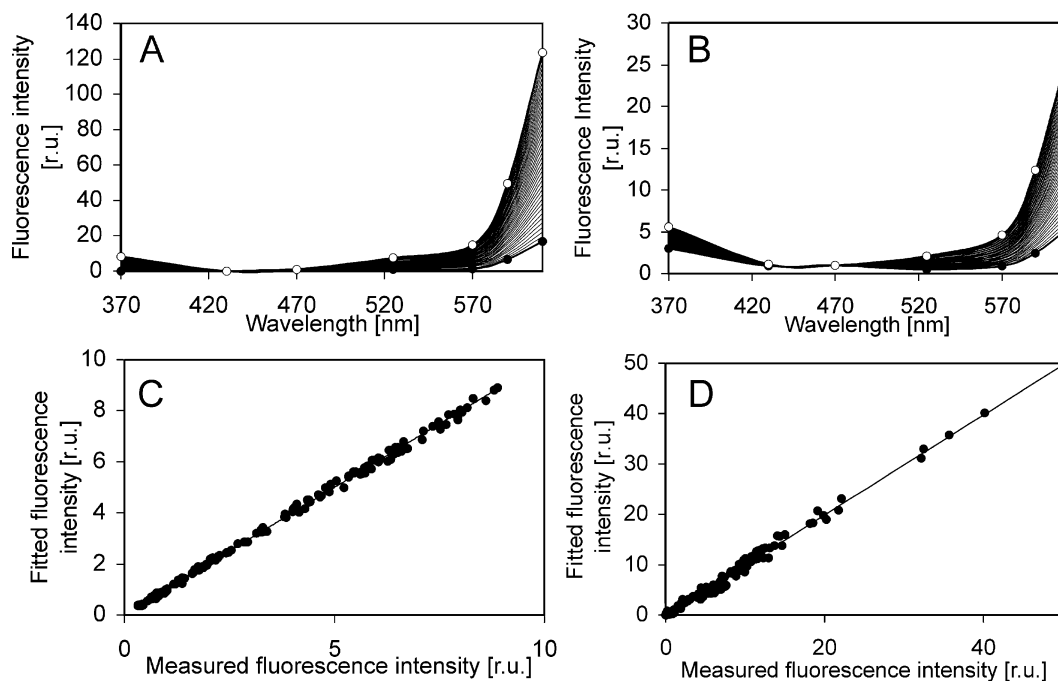 A
Fluorescence intensity
[r.u.]
140
120
100
80
60
40
20
0
370
420
470
520
570
Wavelength [nm]
B
Fluorescence Intensity
[r.u.]
30
25
20
15
10
5
0
370
420
470
520
570
Wavelength [nm]
C
Fitted fluorescence
intensity [r.u.]
10
8
6
4
2
0
0
5
10
Measured fluorescence intensity [r.u.]
D
Fitted fluorescence
intensity [r.u.]
50
40
30
20
10
0
0
20
40
Measured fluorescence intensity [r.u.]